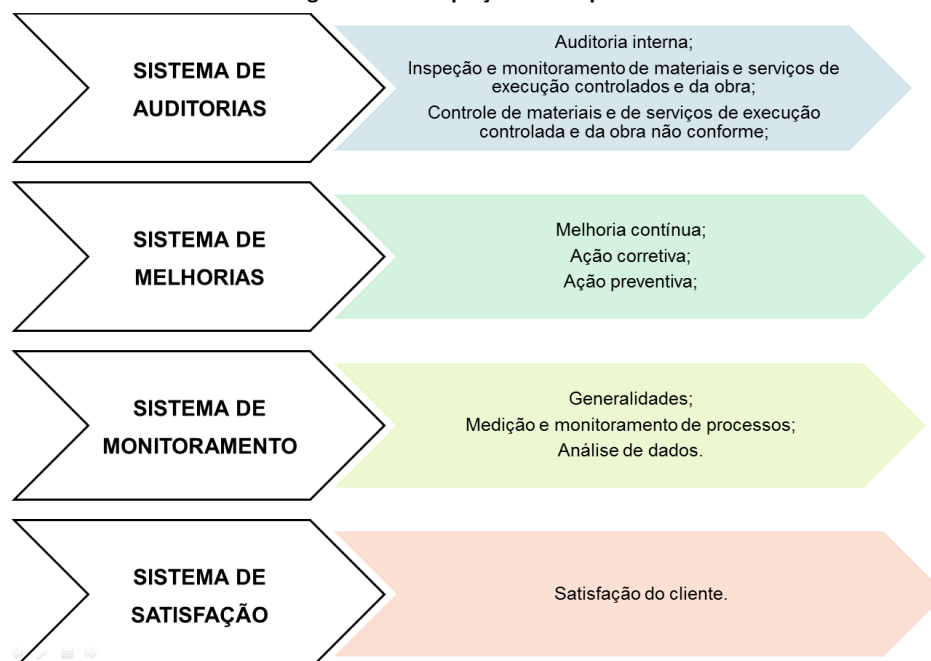 SISTEMA DE
AUDITORIAS
Auditoria interna;
Inspeção e monitoramento de materiais e serviços de
execução controlados e da obra;
Controle de materiais e de serviços de execução
controlada e da obra não conforme;
SISTEMA DE
MELHORIAS
Melhoria contínua;
Ação corretiva;
Ação preventiva;
SISTEMA DE
MONITORAMENTO
Generalidades;
Medição e monitoramento de processos;
Análise de dados.
SISTEMA DE
SATISFAÇÃO
Satisfação do cliente.